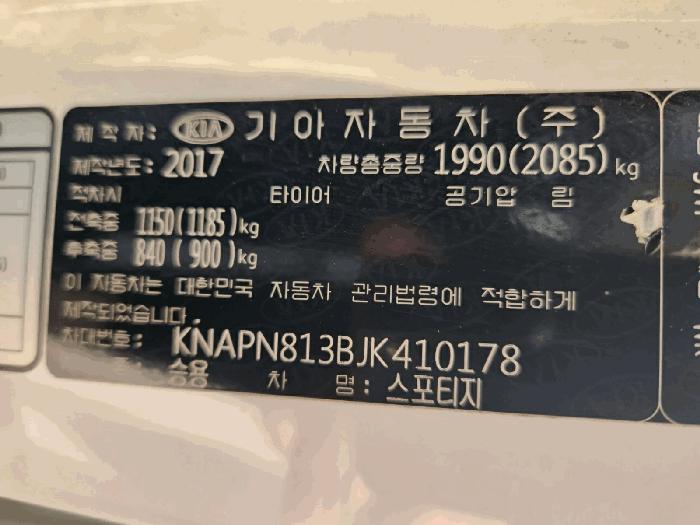 제 작 자: KIA 기 아 자 동 차 ( 주 )
제작년도: 2017 차량총중량 1990(2085)kg
적차시 타이어 공기압 림
전축중 1150(1185)kg
후축중 840 ( 900)kg
이 자동차는 대한민국 자동차 관리법령에 적합하게
제작되었습니다.
차대번호: KNAPN813BJK410178
승용 차 명: 스포티지